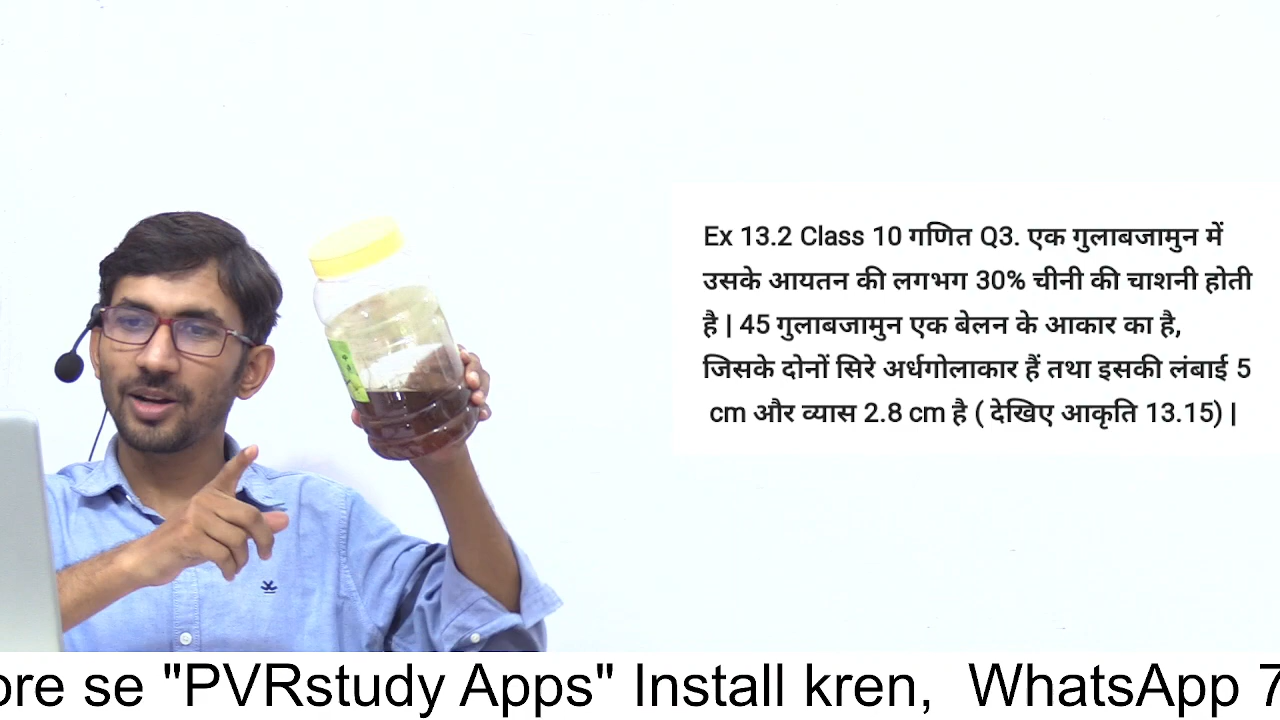 Ex 13.2 Class 10 गणित Q3. एक गुलाबजामुन में
उसके आयतन की लगभग 30% चीनी की चाशनी होती
है | 45 गुलाबजामुन एक बेलन के आकार का है,
जिसके दोनों सिरे अर्धगोलाकार हैं तथा इसकी लंबाई 5
cm और व्यास 2.8 cm है ( देखिए आकृति 13.15) |
ore se "PVRstudy Apps" Install kren, WhatsApp 7